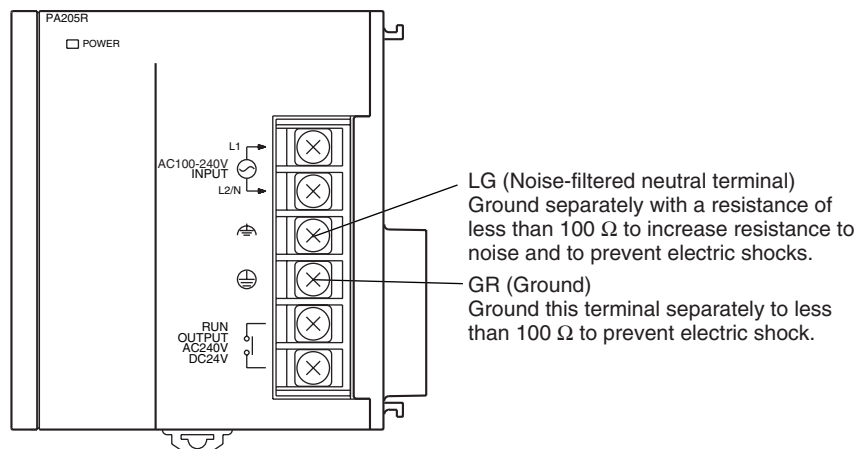 PA205R
POWER
L1
AC100-240V
INPUT
L2/N
LG (Noise-filtered neutral terminal)
Ground separately with a resistance of
less than 100 Ω to increase resistance to
noise and to prevent electric shocks.
GR (Ground)
Ground this terminal separately to less
than 100 Ω to prevent electric shock.
RUN
OUTPUT
AC240V
DC24V